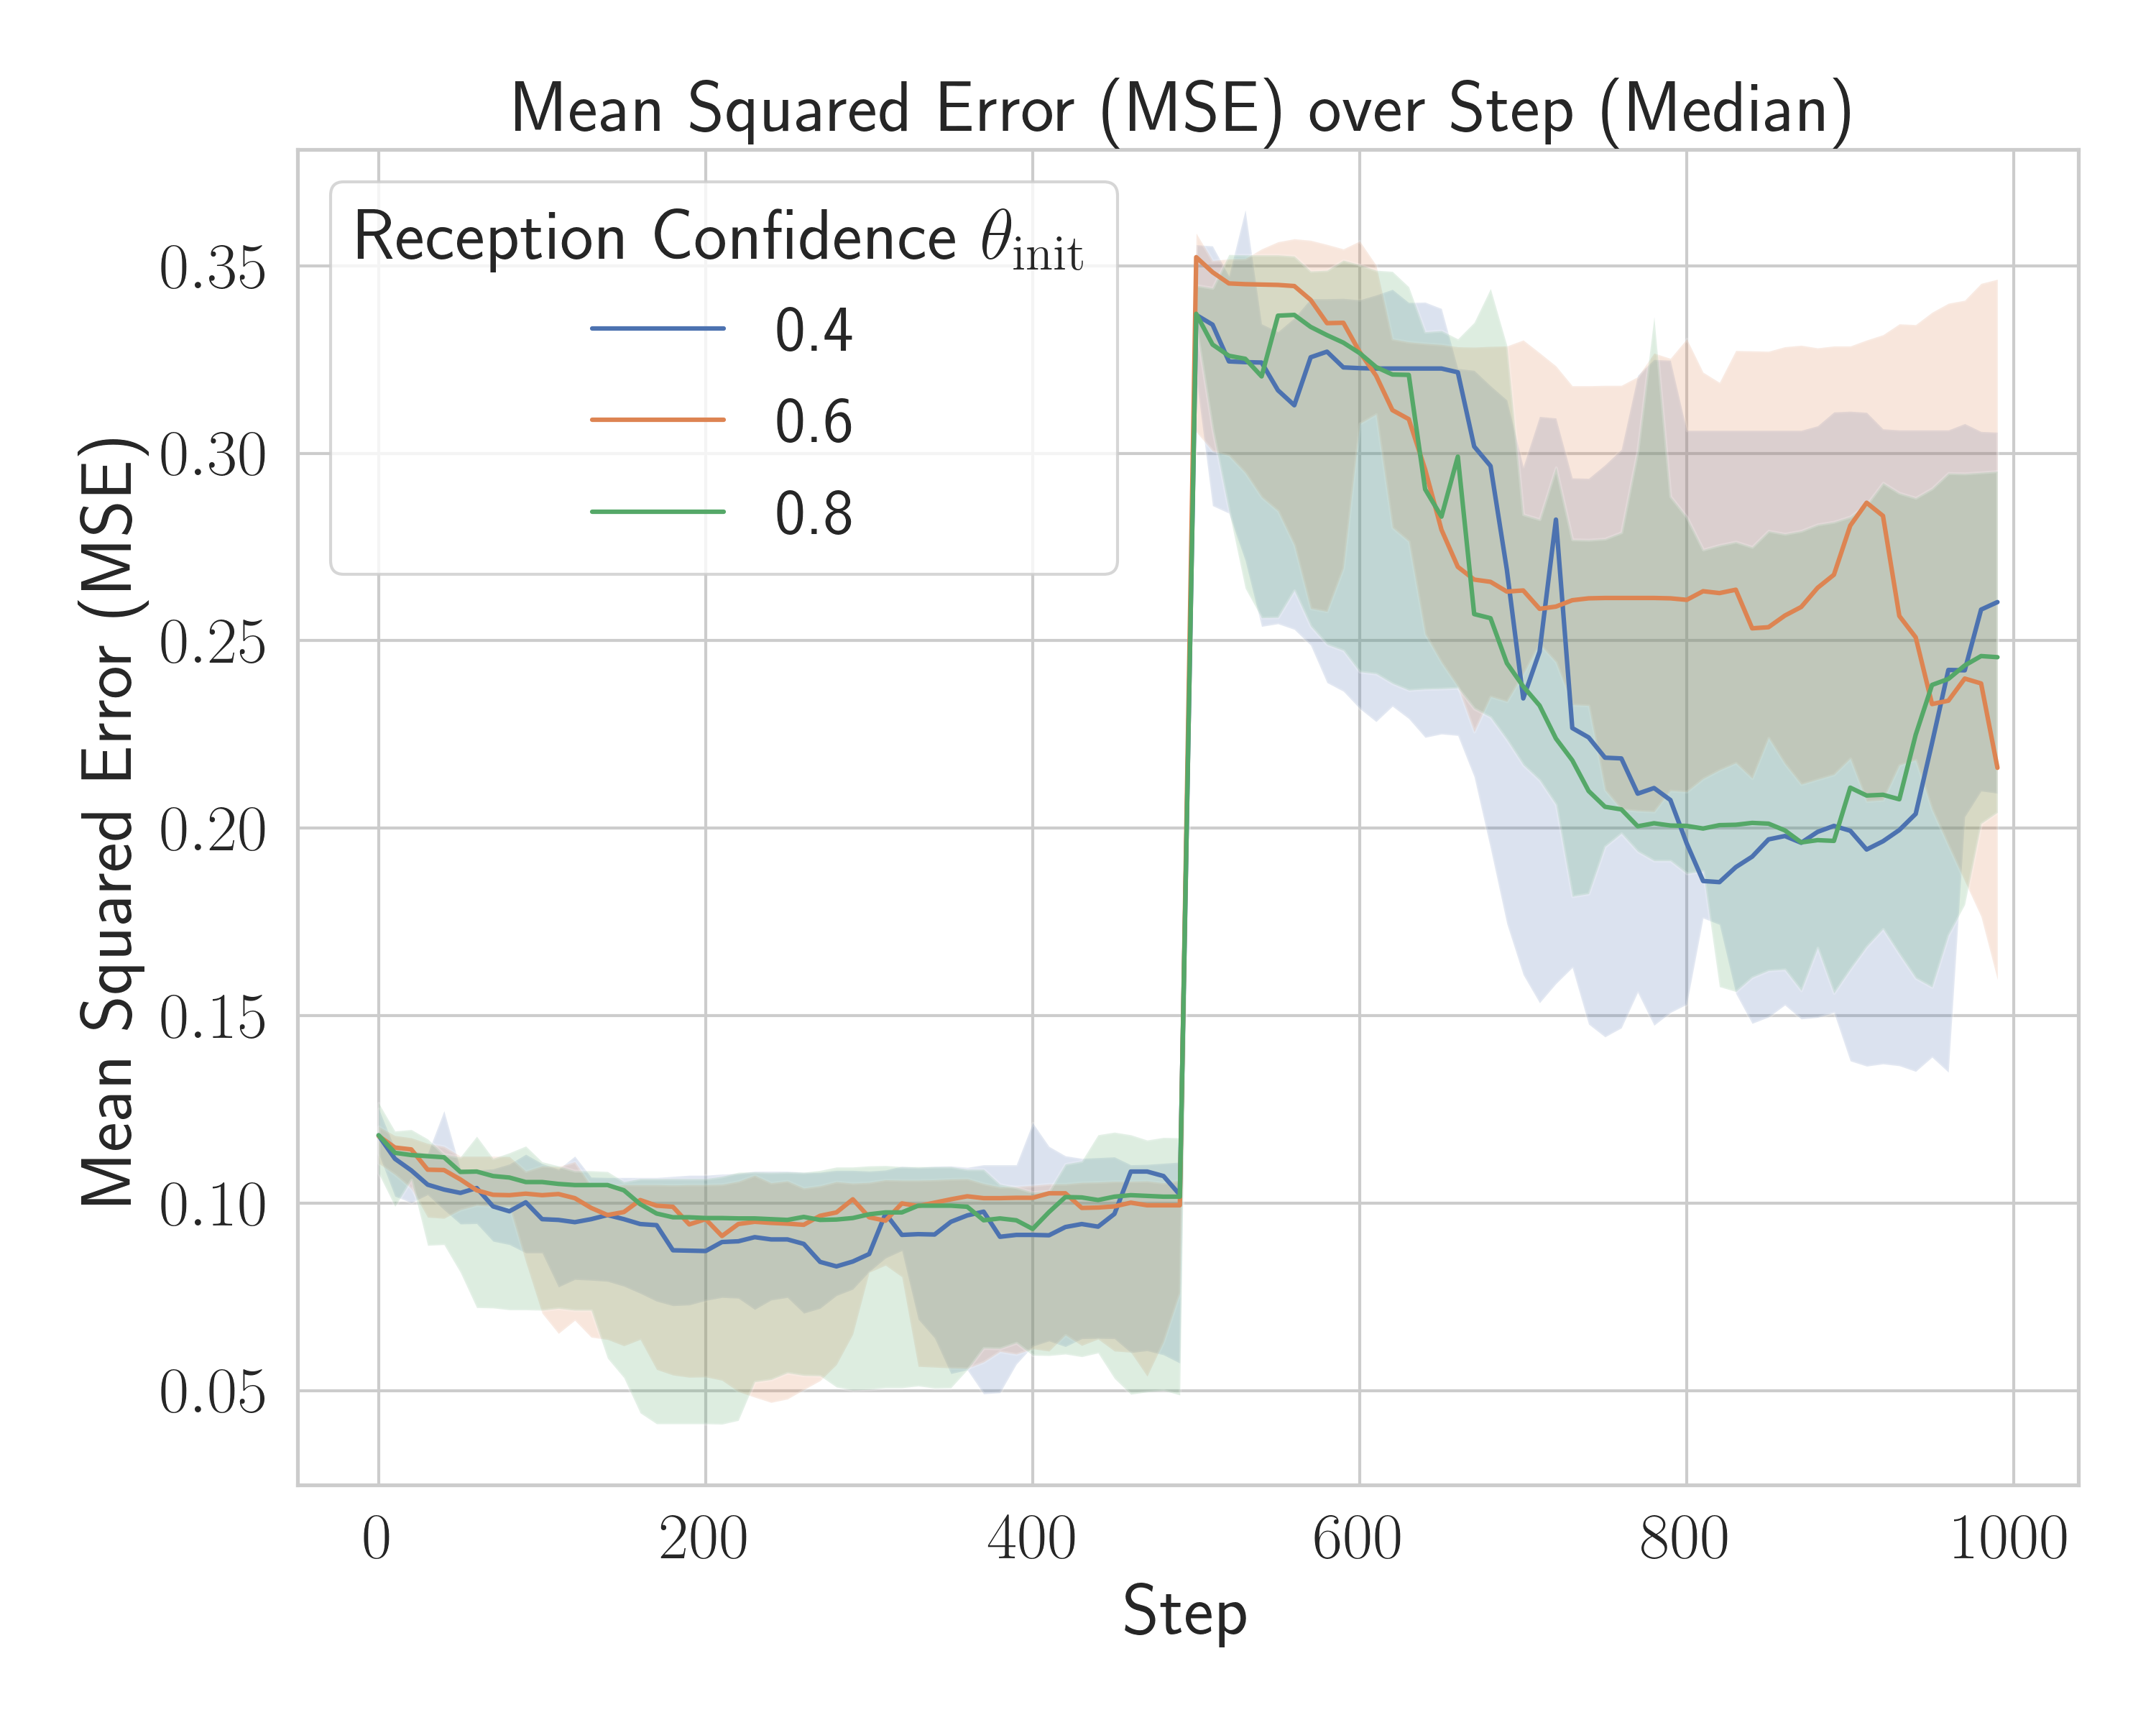 Mean Squared Error (MSE) over Step (Median)
Reception Confidence θinit
0.4
0.6
0.8
Mean Squared Error (MSE)
0.35
0.30
0.25
0.20
0.15
0.10
0.05
0 200 400 600 800 1000
Step